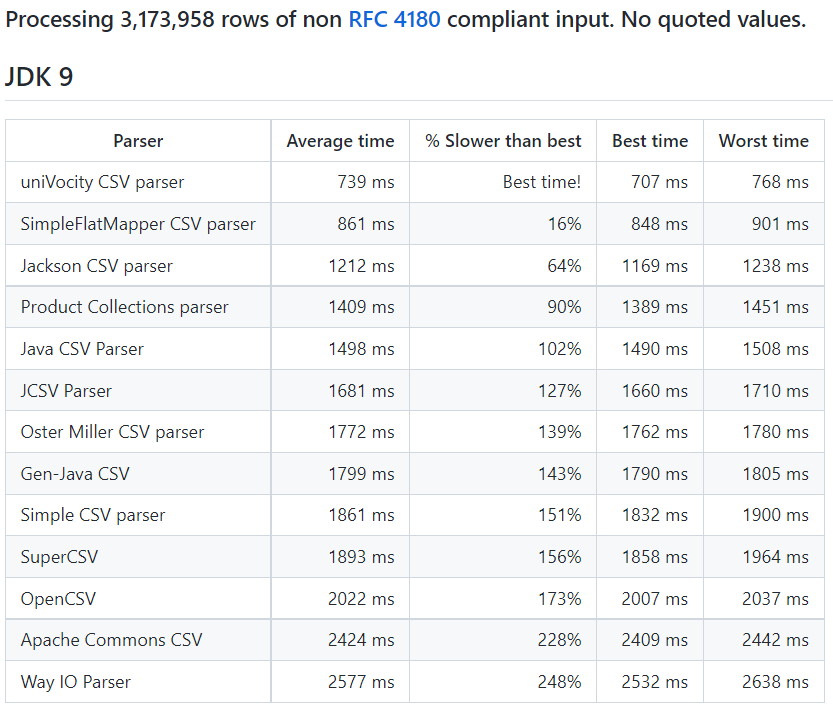 Processing 3,173,958 rows of non RFC 4180 compliant input. No quoted values.
JDK 9
Parser Average time % Slower than best Best time Worst time
uniVocity CSV parser 739 ms Best time! 707 ms 768 ms
SimpleFlatMapper CSV parser 861 ms 16% 848 ms 901 ms
Jackson CSV parser 1212 ms 64% 1169 ms 1238 ms
Product Collections parser 1409 ms 90% 1389 ms 1451 ms
Java CSV Parser 1498 ms 102% 1490 ms 1508 ms
JCSV Parser 1681 ms 127% 1660 ms 1710 ms
Oster Miller CSV parser 1772 ms 139% 1762 ms 1780 ms
Gen-Java CSV 1799 ms 143% 1790 ms 1805 ms
Simple CSV parser 1861 ms 151% 1832 ms 1900 ms
SuperCSV 1893 ms 156% 1858 ms 1964 ms
OpenCSV 2022 ms 173% 2007 ms 2037 ms
Apache Commons CSV 2424 ms 228% 2409 ms 2442 ms
Way IO Parser 2577 ms 248% 2532 ms 2638 ms